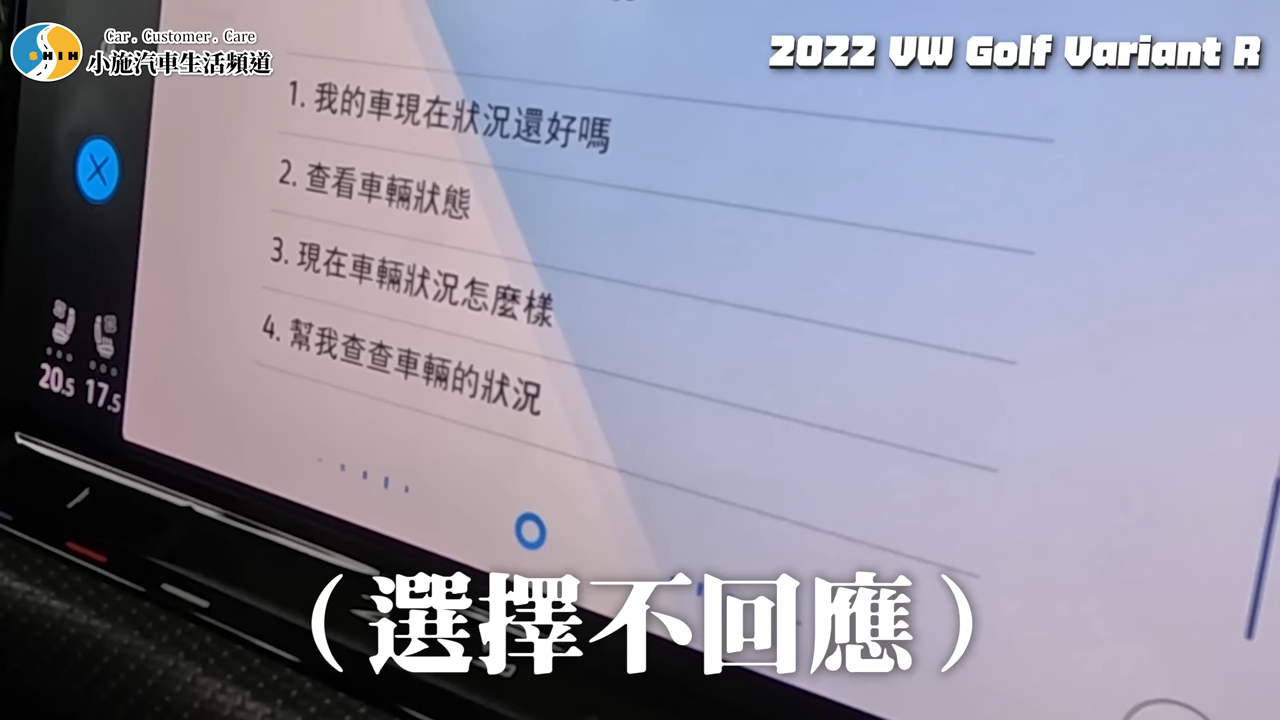 Car. Customer. Care
SHIH
小施汽車生活頻道
2022 VW Golf Variant R
1. 我的車現在狀況還好嗎
2. 查看車輛狀態
3. 現在車輛狀況怎麼樣
4. 幫我查查車輛的狀況
20.5 17.5
（選擇不回應）